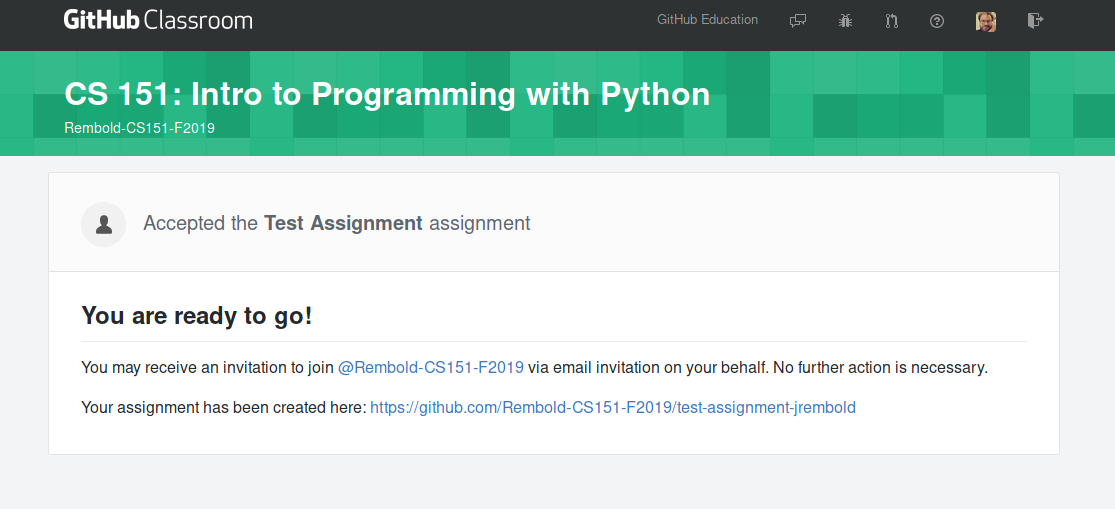 GitHub Classroom
GitHub Education
CS 151: Intro to Programming with Python
Rembold-CS151-F2019
Accepted the Test Assignment assignment
You are ready to go!
You may receive an invitation to join @Rembold-CS151-F2019 via email invitation on your behalf. No further action is necessary.
Your assignment has been created here: https://github.com/Rembold-CS151-F2019/test-assignment-jrembold